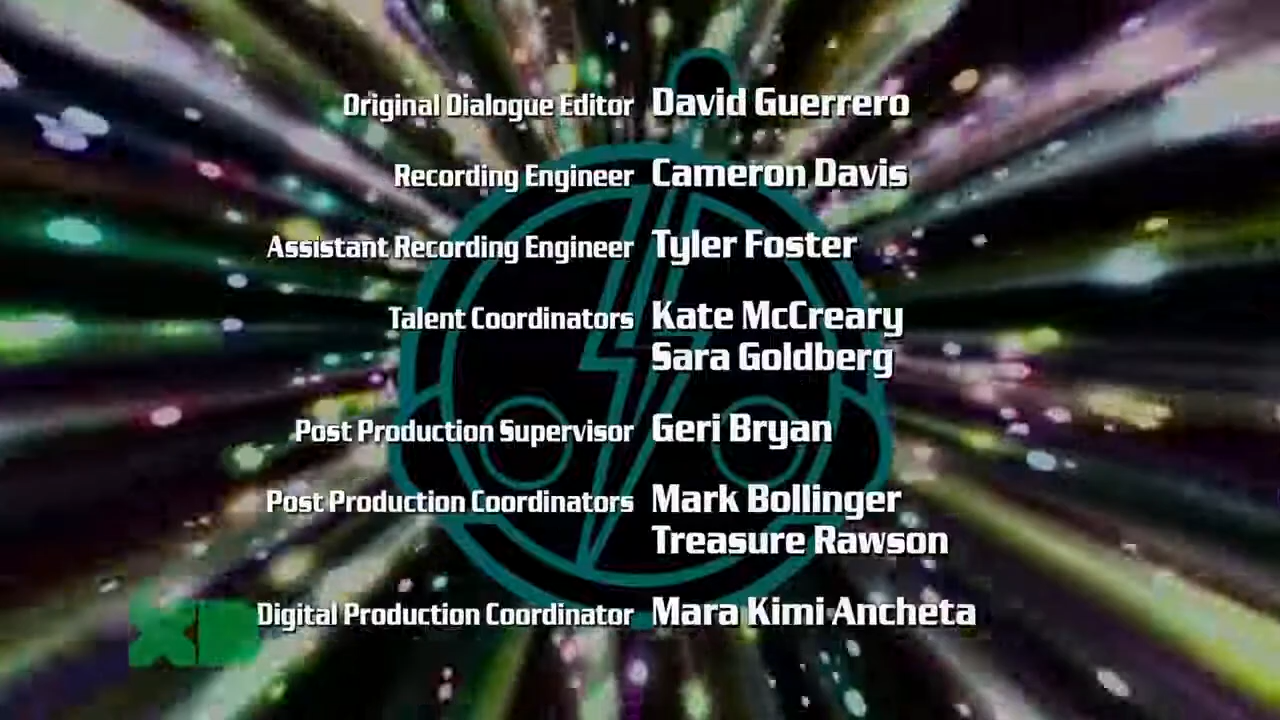 Original Dialogue Editor David Guerrero
Recording Engineer Cameron Davis
Assistant Recording Engineer Tyler Foster
Talent Coordinators Kate McCreary
Sara Goldberg
Post Production Supervisor Geri Bryan
Post Production Coordinators Mark Bollinger
Treasure Rawson
Digital Production Coordinator Mara Kimi Ancheta
XD